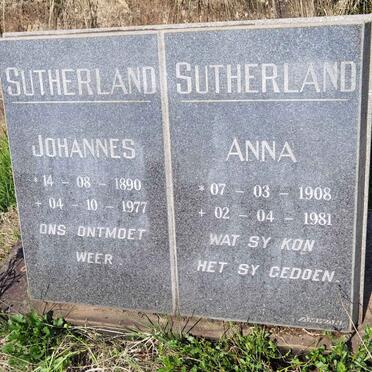 SUTHERLAND
JOHANNES
* 14 - 08 - 1890
+ 04 - 10 - 1977
ONS ONTMOET
WEER
SUTHERLAND
ANNA
* 07 - 03 - 1908
+ 02 - 04 - 1981
WAT SY KON
HET SY GEDOEN.